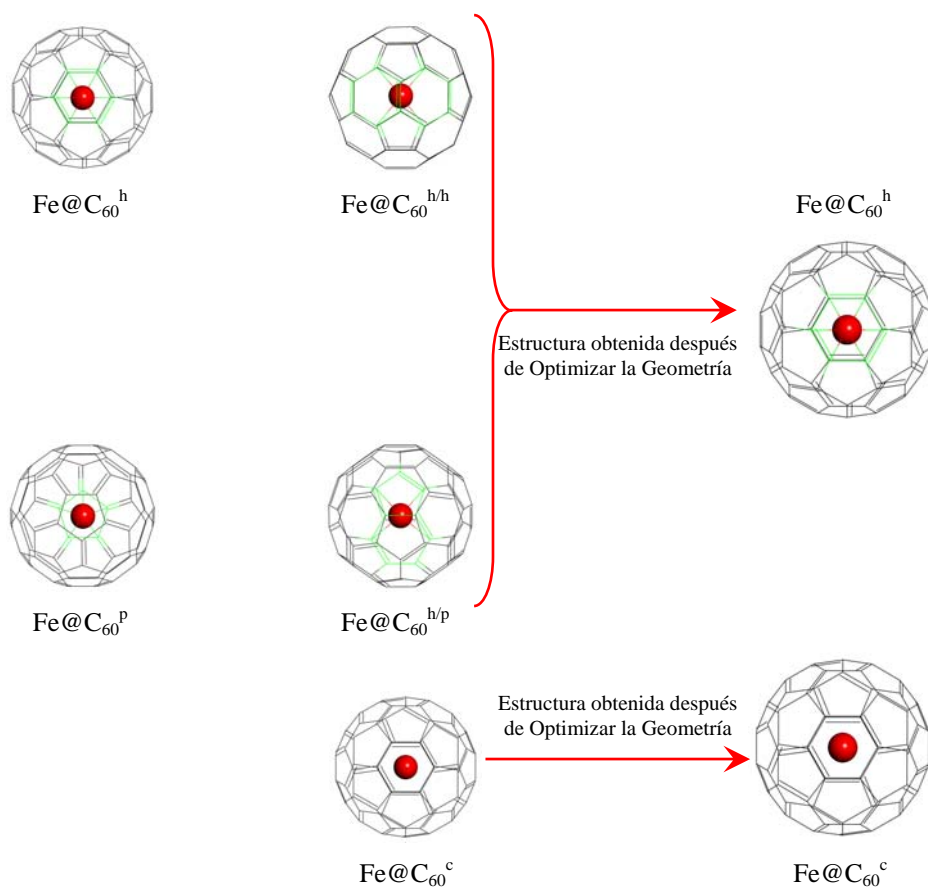 Fe@C₆₀ʰ
Fe@C₆₀ʰ/ʰ
Fe@C₆₀ʰ
Estructura obtenida después
de Optimizar la Geometría
Fe@C₆₀ᵖ
Fe@C₆₀ʰ/ᵖ
Estructura obtenida después
de Optimizar la Geometría
Fe@C₆₀ᶜ
Fe@C₆₀ᶜ